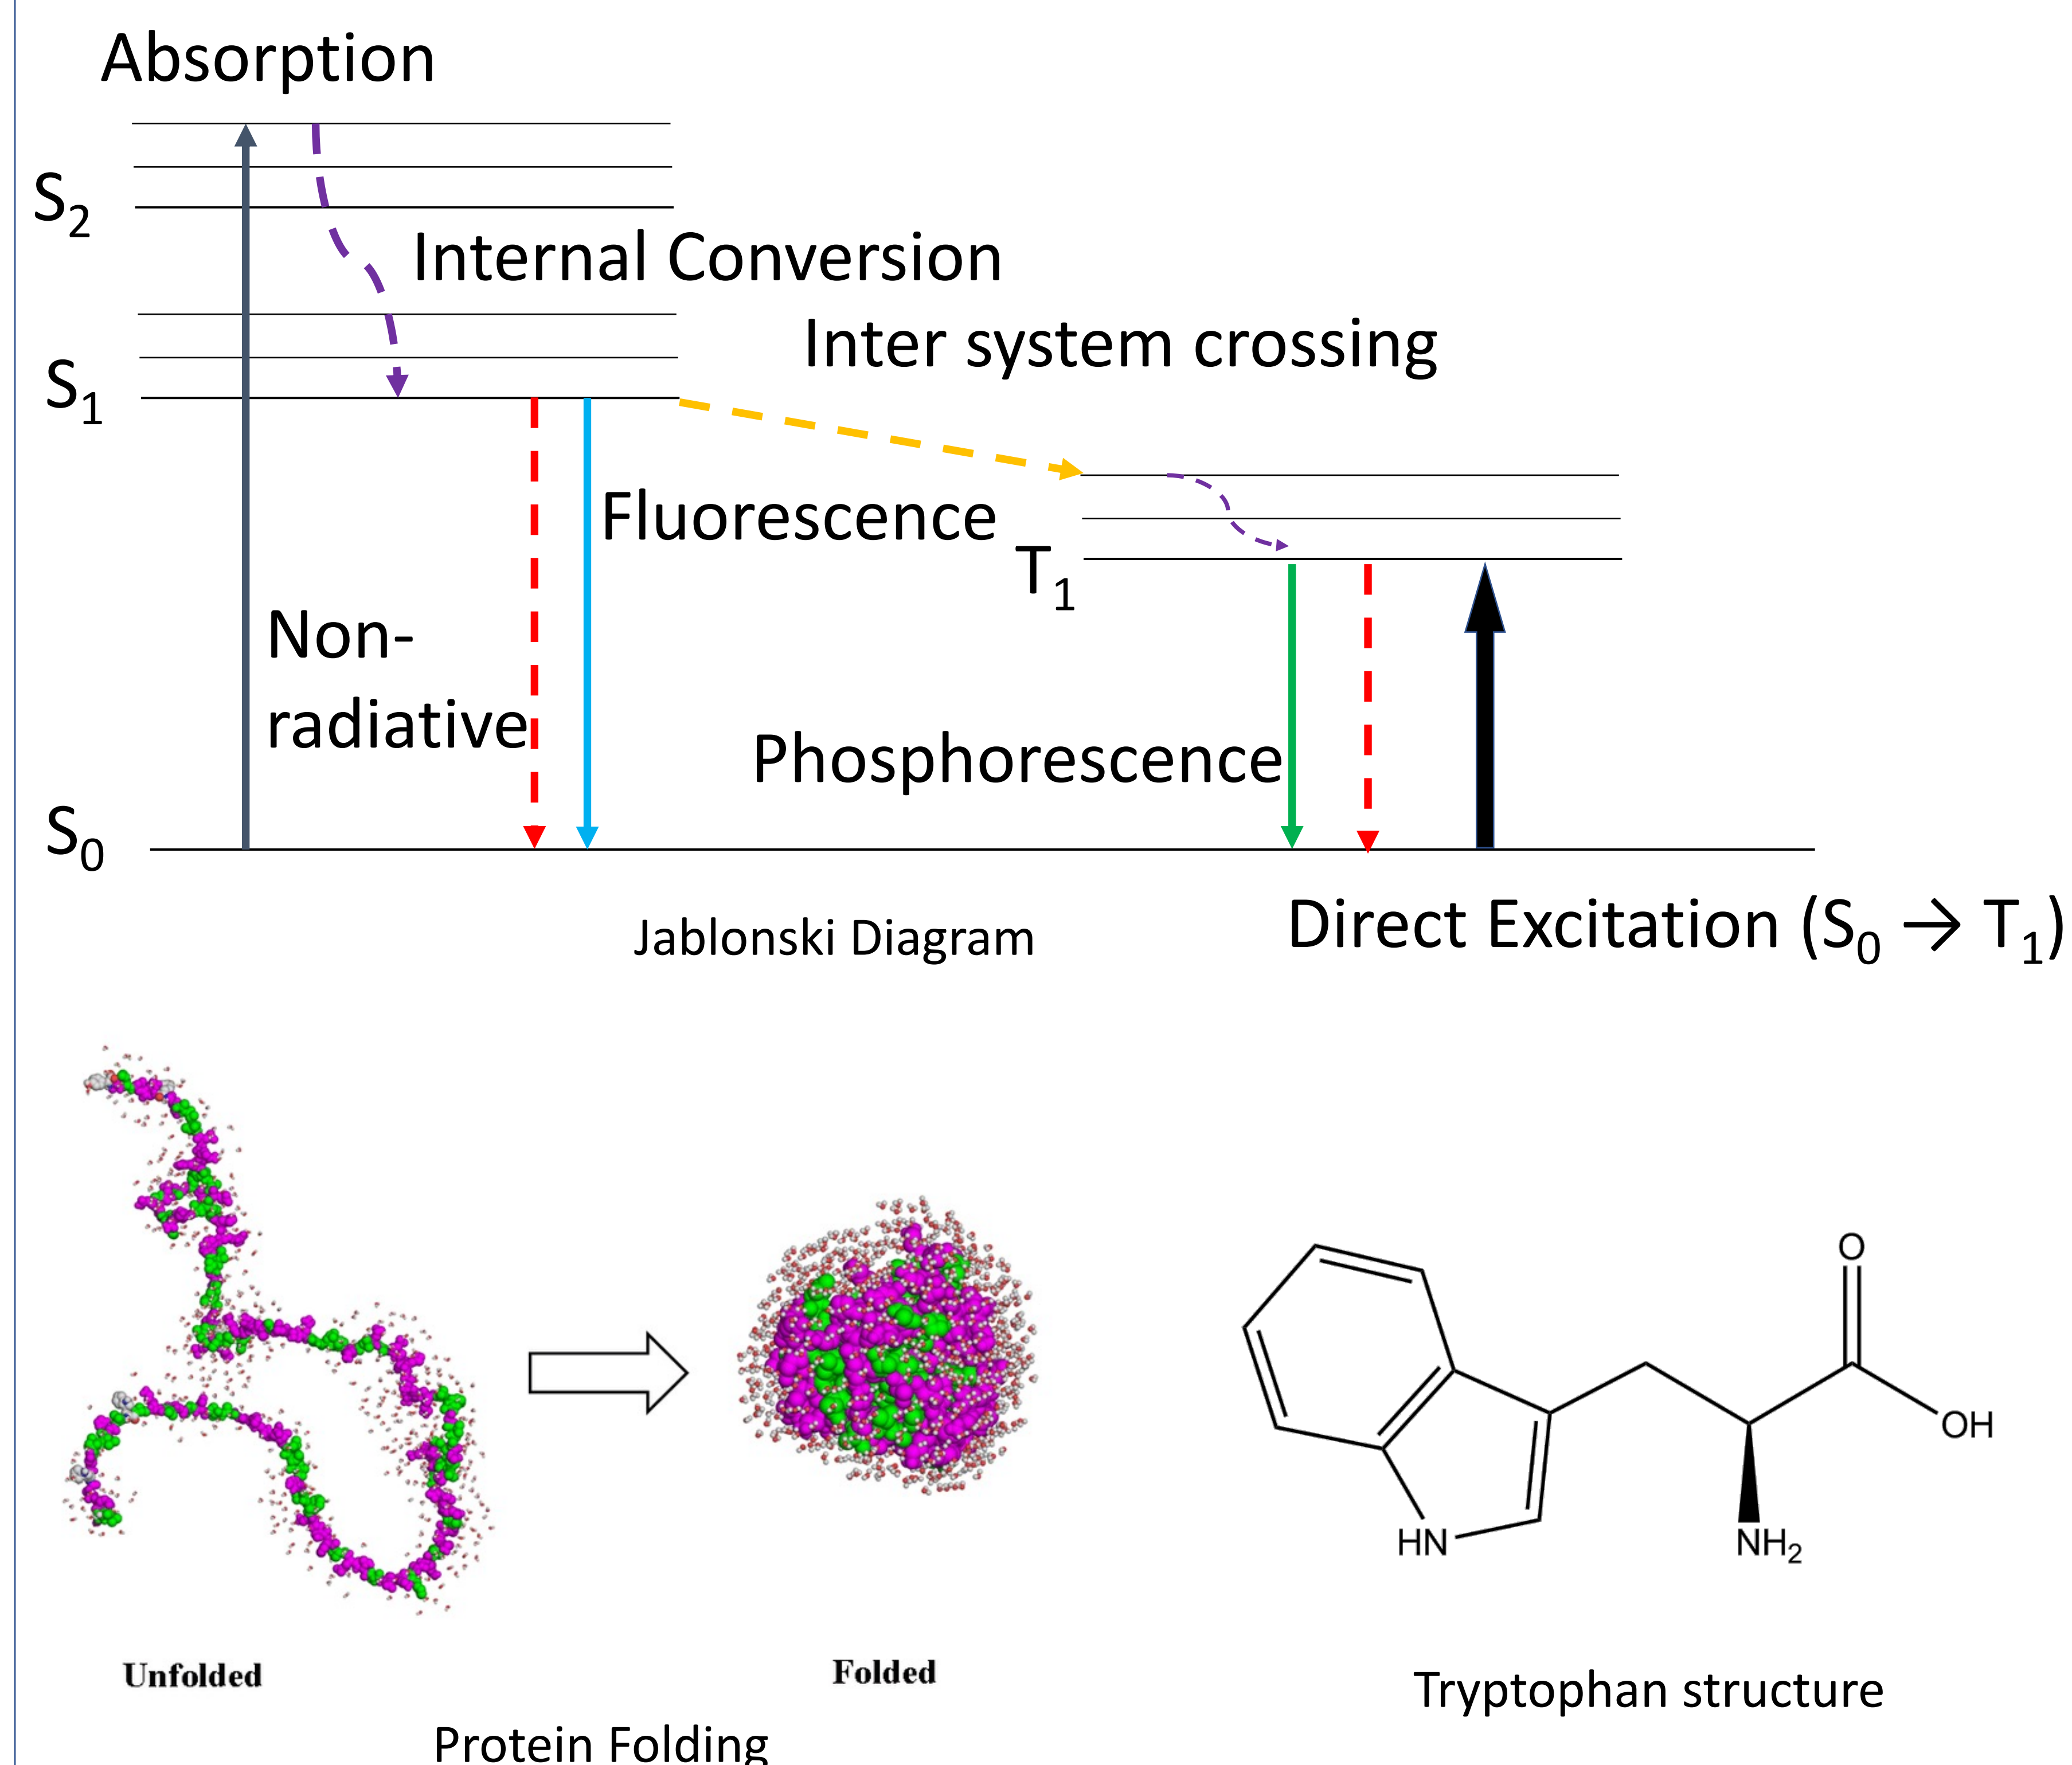 Absorption
S₂
Internal Conversion
Inter system crossing
S₁
Fluorescence
T₁
Non-
radiative
Phosphorescence
S₀
Jablonski Diagram
Direct Excitation (S₀ → T₁)
O
OH
HN
NH₂
Unfolded
Folded
Tryptophan structure
Protein Folding